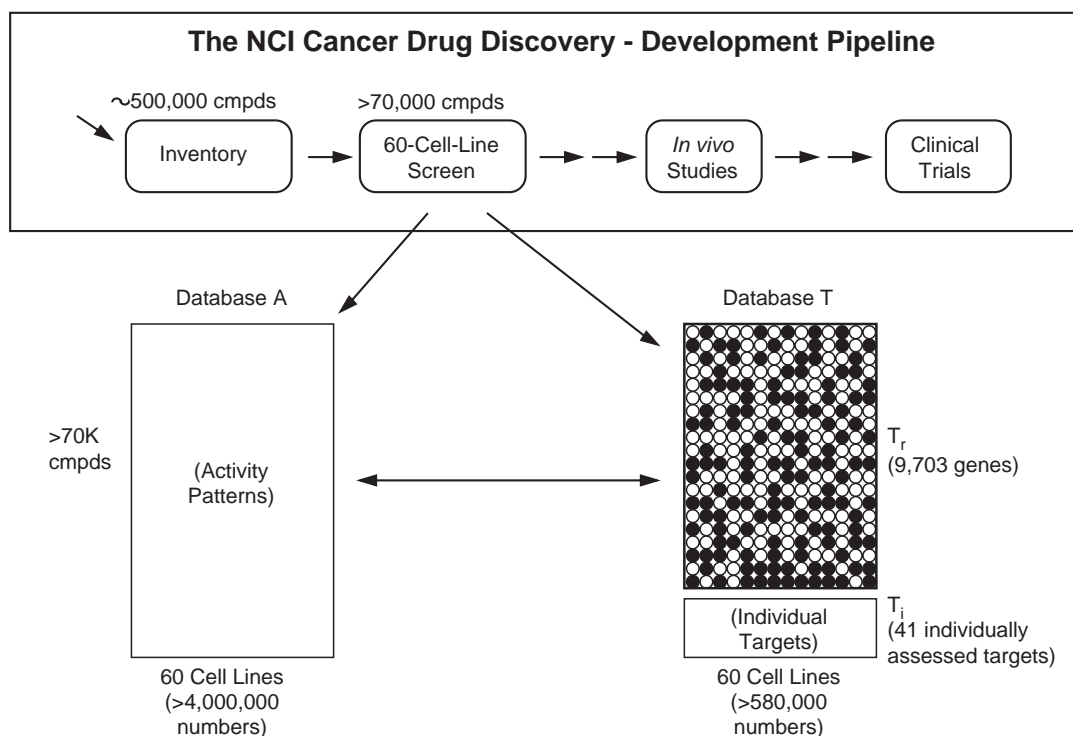 The NCI Cancer Drug Discovery - Development Pipeline
~500,000 cmpds
>70,000 cmpds
Inventory
60-Cell-Line
Screen
In vivo
Studies
Clinical
Trials
Database A
Database T
>70K
cmpds
(Activity
Patterns)
Tr
(9,703 genes)
Ti
(41 individually
assessed targets)
(Individual
Targets)
60 Cell Lines
(>4,000,000
numbers)
60 Cell Lines
(>580,000
numbers)